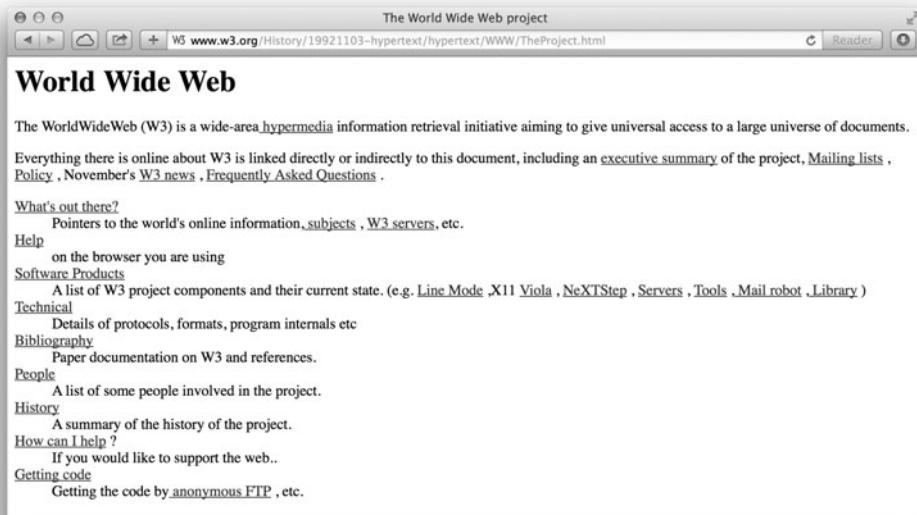 The World Wide Web project
W3 www.w3.org/History/19921103-hypertext/hypertext/WWW/TheProject.html
Reader
World Wide Web
The WorldWideWeb (W3) is a wide-area hypermedia information retrieval initiative aiming to give universal access to a large universe of documents.
Everything there is online about W3 is linked directly or indirectly to this document, including an executive summary of the project, Mailing lists ,
Policy , November's W3 news , Frequently Asked Questions .
What's out there?
Pointers to the world's online information, subjects , W3 servers, etc.
Help
on the browser you are using
Software Products
A list of W3 project components and their current state. (e.g. Line Mode ,X11 Viola , NeXTStep , Servers , Tools , Mail robot , Library )
Technical
Details of protocols, formats, program internals etc
Bibliography
Paper documentation on W3 and references.
People
A list of some people involved in the project.
History
A summary of the history of the project.
How can I help ?
If you would like to support the web..
Getting code
Getting the code by anonymous FTP , etc.